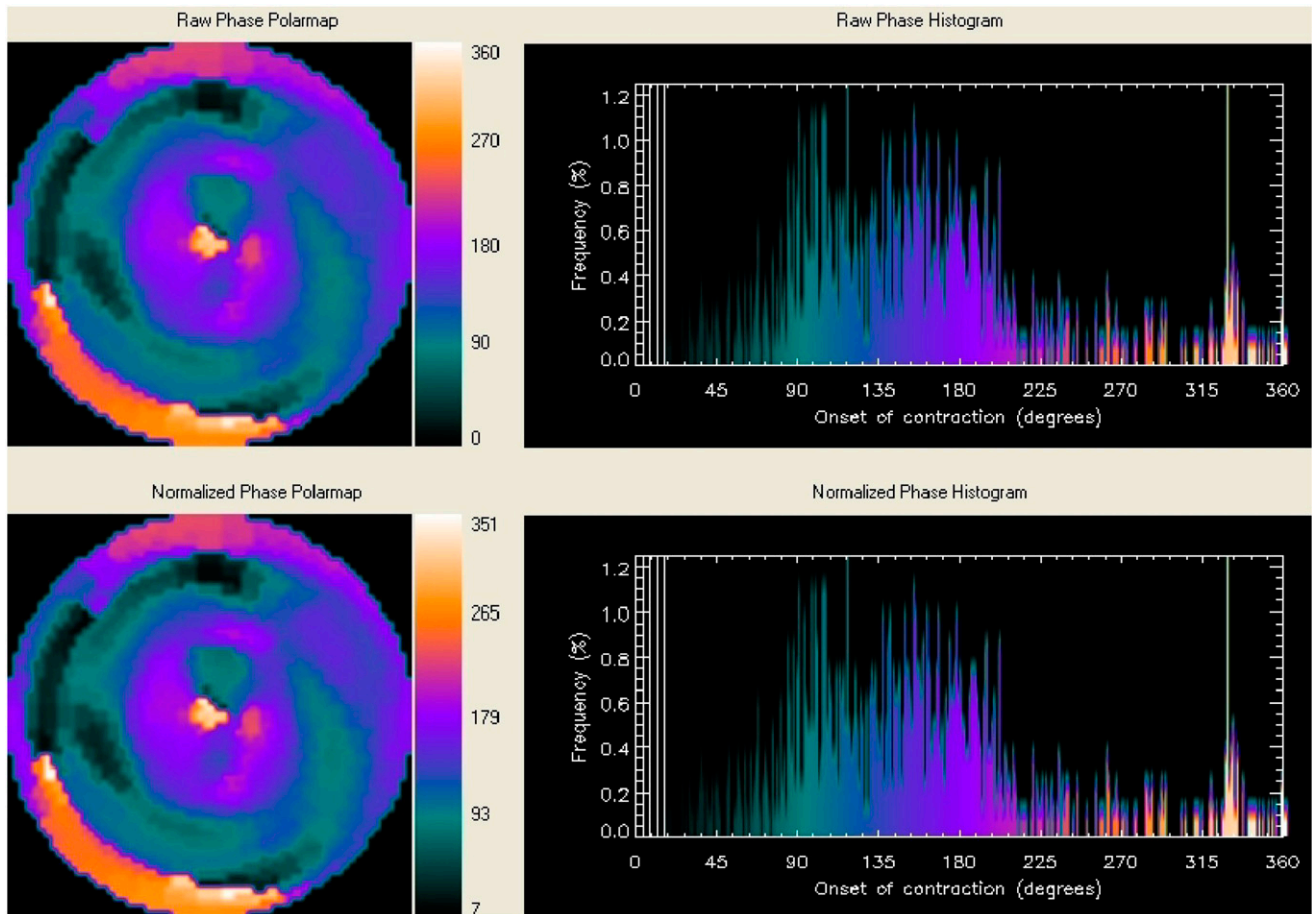 Raw Phase Polarmap
Raw Phase Histogram
360
270
180
90
0
Frequency (%)
1.2
1.0
0.8
0.6
0.4
0.2
0.0
0 45 90 135 180 225 270 315 360
Onset of contraction (degrees)
Normalized Phase Polarmap
Normalized Phase Histogram
351
265
179
93
7
Frequency (%)
1.2
1.0
0.8
0.6
0.4
0.2
0.0
0 45 90 135 180 225 270 315 360
Onset of contraction (degrees)